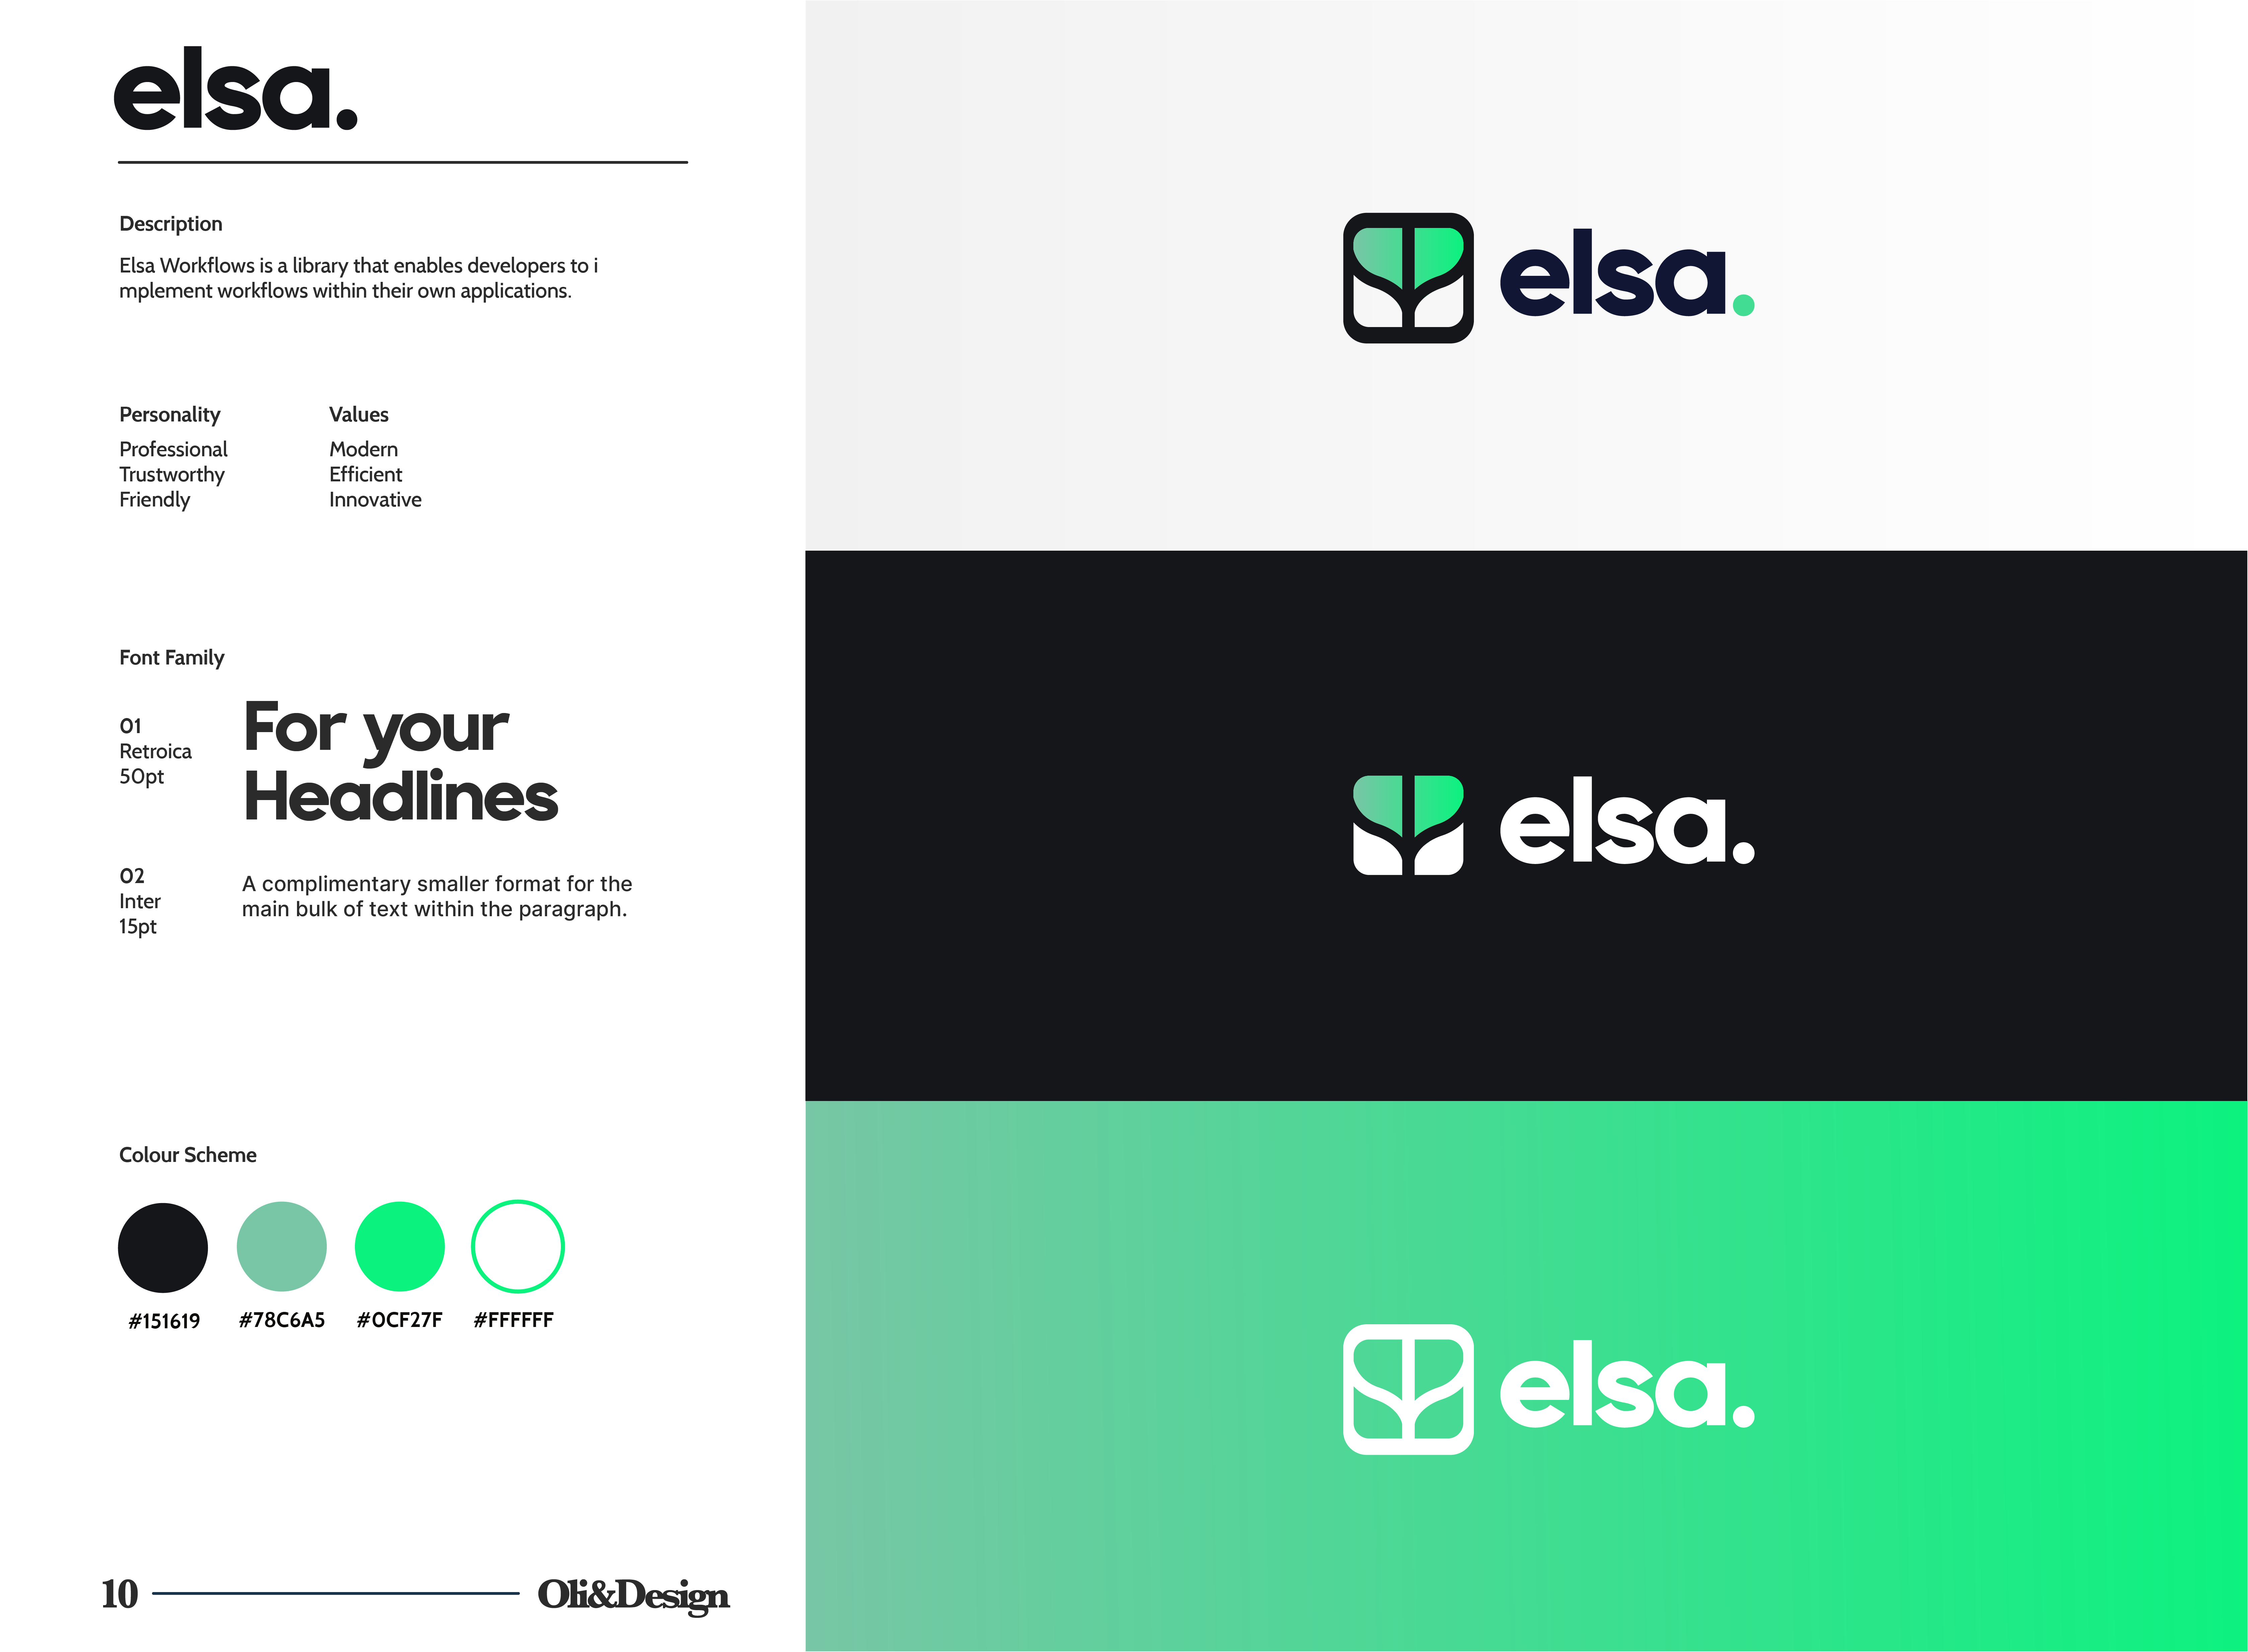 elsa.
Description
Elsa Workflows is a library that enables developers to i
mplement workflows within their own applications.
Personality
Professional
Trustworthy
Friendly
Values
Modern
Efficient
Innovative
Font Family
01
Retroica
50pt
For your
Headlines
02
Inter
15pt
A complimentary smaller format for the
main bulk of text within the paragraph.
Colour Scheme
#151619
#78C6A5
#0CF27F
#FFFFFF
10
Oli&Design
elsa.
elsa.
elsa.